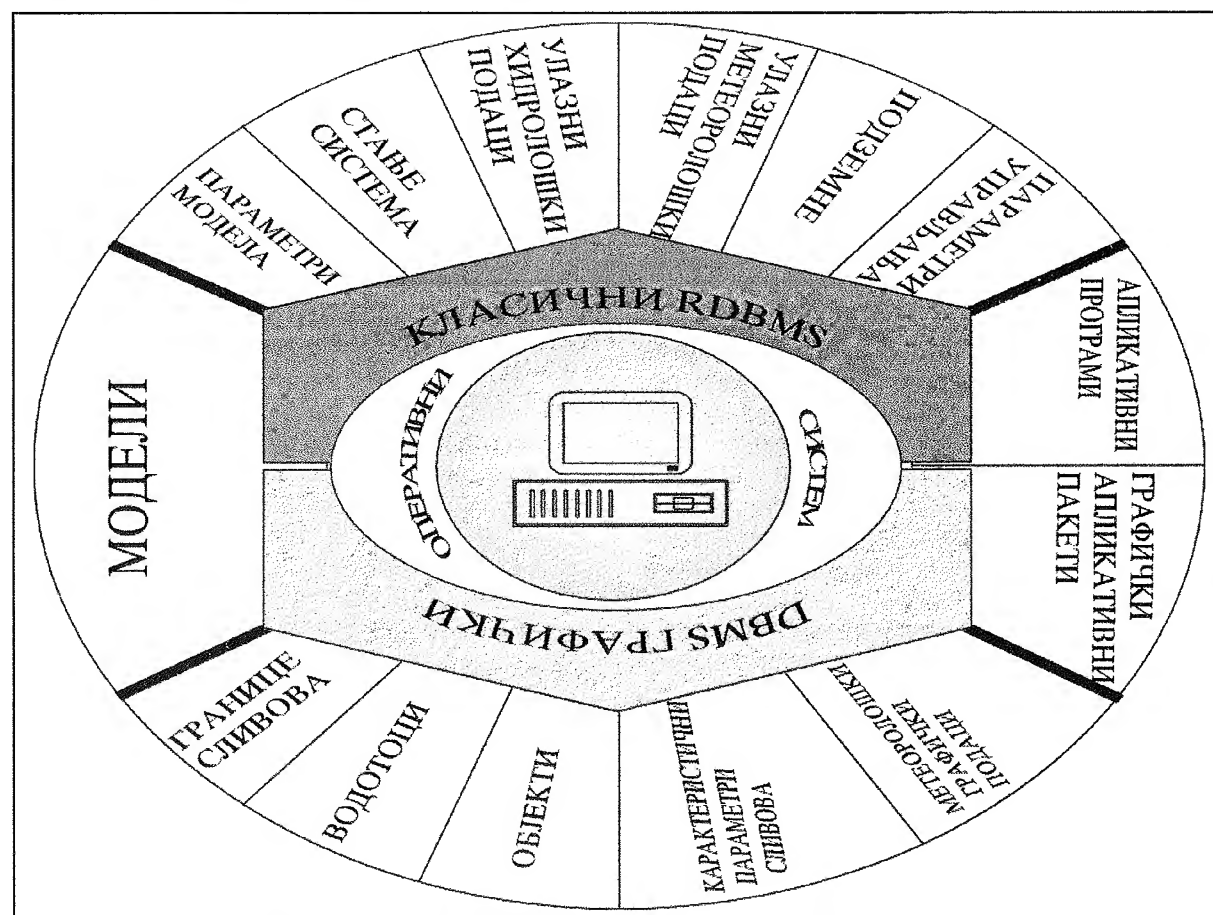 ПАРАМЕТРИ
МОДЕЛА
СТАЊЕ
СИСТЕМА
УЛАЗНИ
ХИДРОЛОШКИ
ПОДАЦИ
УЛАЗНИ
МЕТЕОРОЛОШКИ
ПОДАЦИ
ПОДЗЕМНЕ
ПАРАМЕТРИ
УПРАВЉАЊА
АПЛИКАТИВНИ
ПРОГРАМИ
ГРАФИЧКИ
АПЛИКАТИВНИ
ПАКЕТИ
МЕТЕОРОЛОШКИ
ГРАФИЧКИ
ПОДАЦИ
КАРАКТЕРИСТИЧНИ
ПАРАМЕТРИ
СЛИВОВА
ОБЈЕКТИ
ВОДОТОЦИ
ГРАНИЦЕ
СЛИВОВА
МОДЕЛИ
КЛАСИЧНИ RDBMS
ОПЕРАТИВНИ
СИСТЕМ
DBMS ГРАФИЧКИ